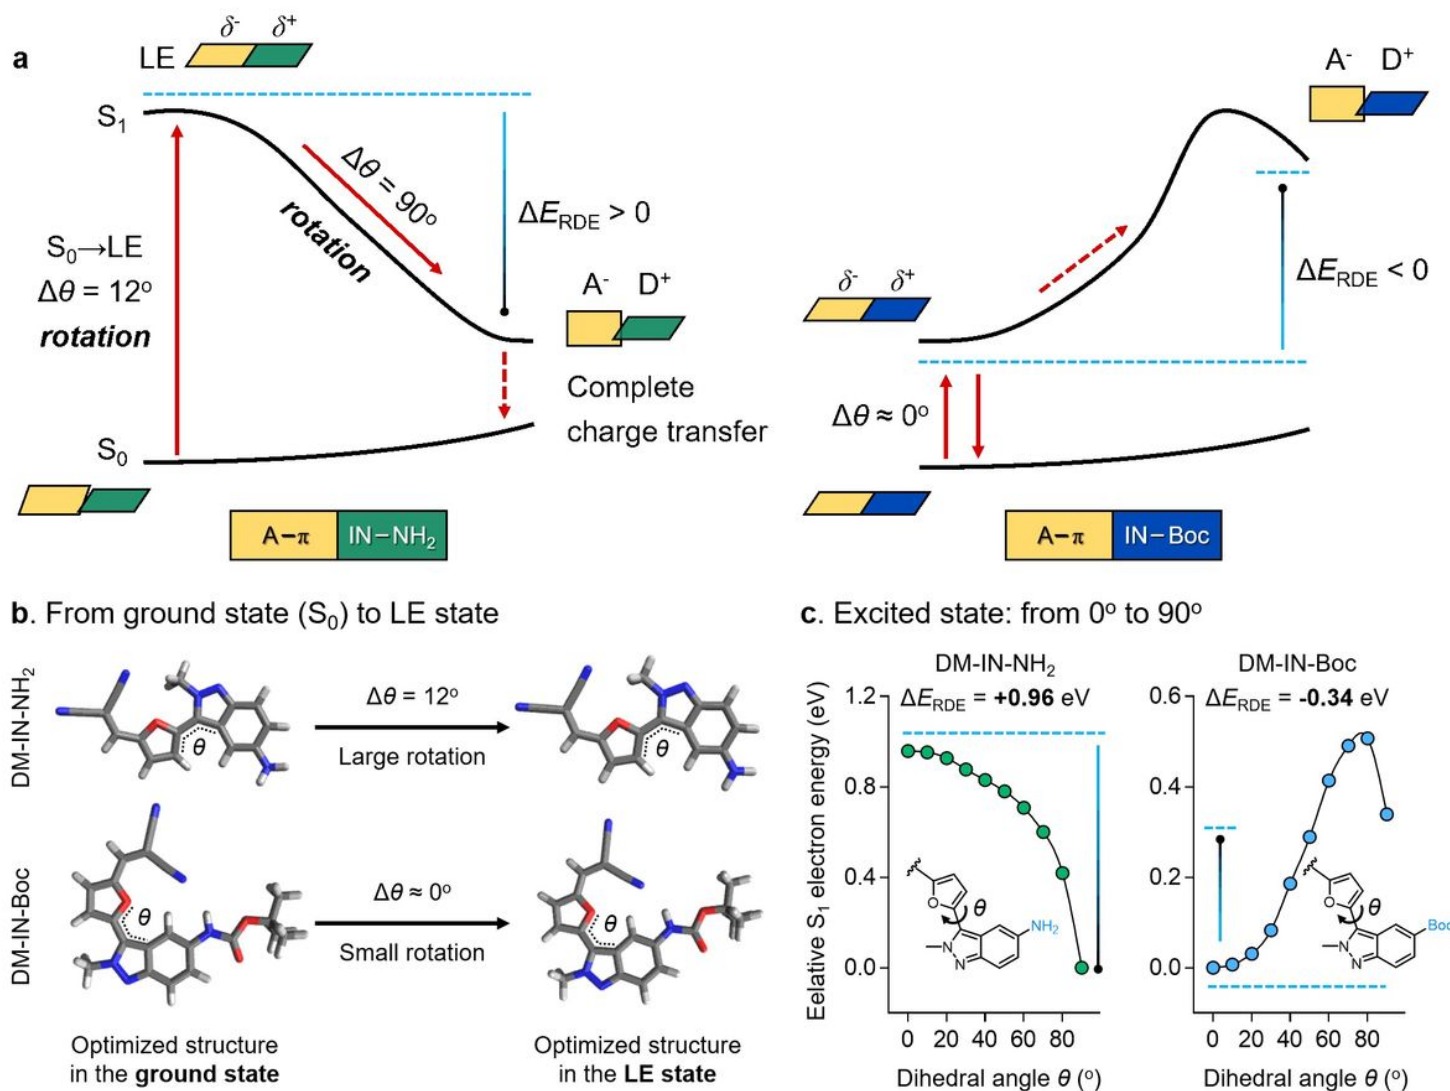 a
LE
δ⁻ δ⁺
S₁
Δθ = 90°
rotation
S₀→LE
Δθ = 12°
rotation
ΔE_RDE > 0
A⁻ D⁺
Complete
charge transfer
S₀
A–π IN–NH₂
A⁻ D⁺
δ⁻ δ⁺
ΔE_RDE < 0
Δθ ≈ 0°
A–π IN–Boc
b. From ground state (S₀) to LE state
DM-IN-NH₂
θ
Δθ = 12°
Large rotation
θ
DM-IN-Boc
θ
Δθ ≈ 0°
Small rotation
θ
Optimized structure
in the ground state
Optimized structure
in the LE state
c. Excited state: from 0° to 90°
Eelative S₁ electron energy (eV)
DM-IN-NH₂
ΔE_RDE = +0.96 eV
1.2
0.8
0.4
0.0
O
θ
NH₂
N
N
0 20 40 60 80
Dihedral angle θ (°)
DM-IN-Boc
ΔE_RDE = -0.34 eV
0.6
0.4
0.2
0.0
O
θ
Boc
N
N
0 20 40 60 80
Dihedral angle θ (°)